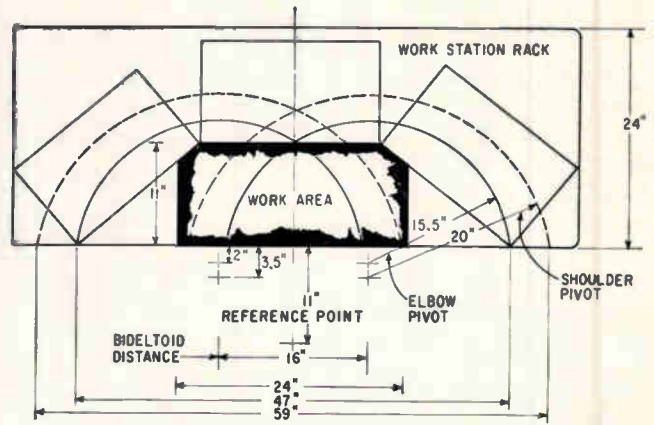 WORK STATION RACK
24"
11"
WORK AREA
15.5"
20"
2"
3.5"
SHOULDER
PIVOT
ELBOW
PIVOT
11"
REFERENCE POINT
BIDELTOID
DISTANCE
16"
24"
47"
59"